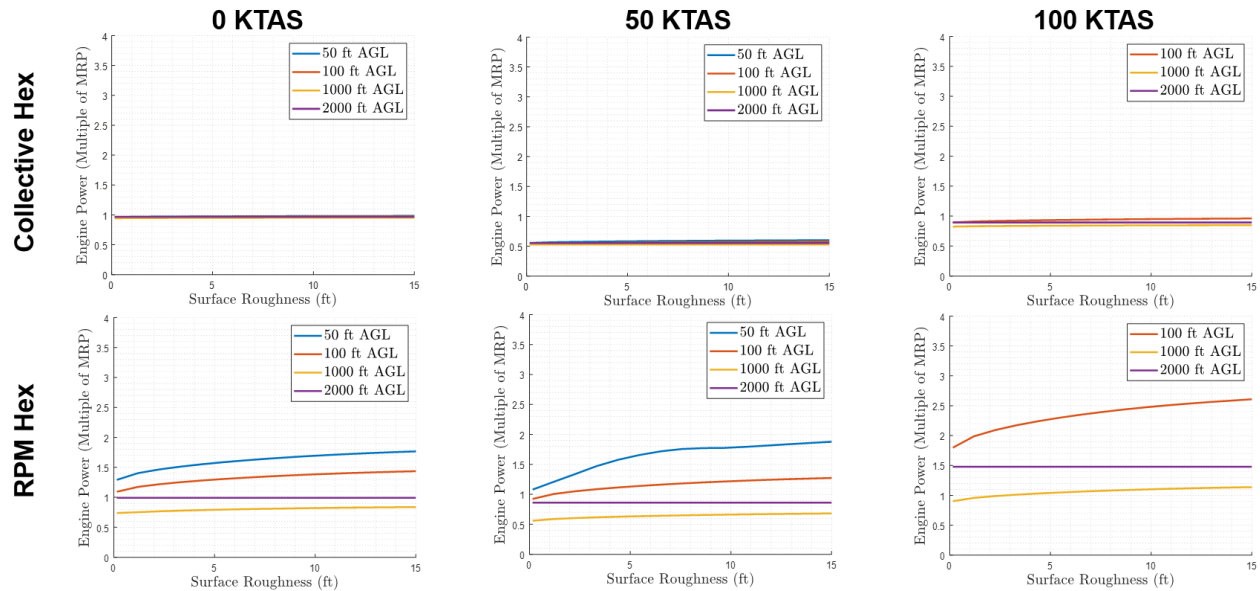 0 KTAS
50 KTAS
100 KTAS
Collective Hex
Engine Power (Multiple of MRP)
4
3.5
3
2.5
2
1.5
1
0.5
0
0
5
10
15
Surface Roughness (ft)
50 ft AGL
100 ft AGL
1000 ft AGL
2000 ft AGL
Engine Power (Multiple of MRP)
4
3.5
3
2.5
2
1.5
1
0.5
0
0
5
10
15
Surface Roughness (ft)
50 ft AGL
100 ft AGL
1000 ft AGL
2000 ft AGL
Engine Power (Multiple of MRP)
4
3.5
3
2.5
2
1.5
1
0.5
0
0
5
10
15
Surface Roughness (ft)
100 ft AGL
1000 ft AGL
2000 ft AGL
RPM Hex
Engine Power (Multiple of MRP)
4
3.5
3
2.5
2
1.5
1
0.5
0
0
5
10
15
Surface Roughness (ft)
50 ft AGL
100 ft AGL
1000 ft AGL
2000 ft AGL
Engine Power (Multiple of MRP)
4
3.5
3
2.5
2
1.5
1
0.5
0
0
5
10
15
Surface Roughness (ft)
50 ft AGL
100 ft AGL
1000 ft AGL
2000 ft AGL
Engine Power (Multiple of MRP)
4
3.5
3
2.5
2
1.5
1
0.5
0
0
5
10
15
Surface Roughness (ft)
100 ft AGL
1000 ft AGL
2000 ft AGL